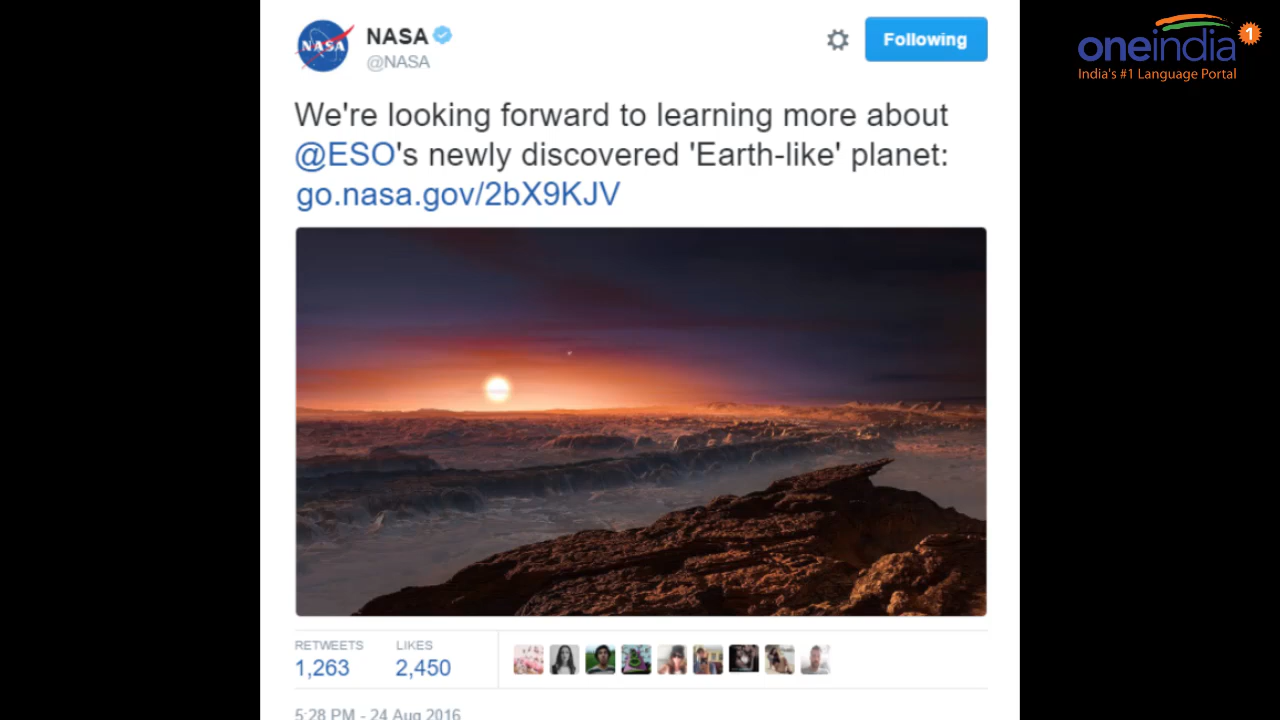 NASA
NASA
@NASA
Following
oneindia 1
India's #1 Language Portal
We're looking forward to learning more about
@ESO's newly discovered 'Earth-like' planet:
go.nasa.gov/2bX9KJV
RETWEETS LIKES
1,263 2,450
5:28 PM - 24 Aug 2016